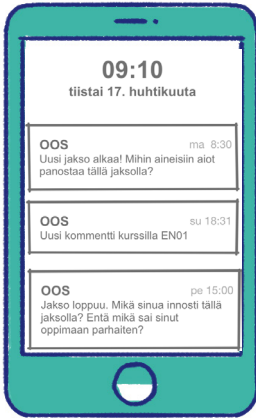 09:10
tiistai 17. huhtikuuta
OOS ma 8:30
Uusi jakso alkaa! Mihin aineisiin aiot
panostaa tällä jaksolla?
OOS su 18:31
Uusi kommentti kurssilla EN01
OOS pe 15:00
Jakso loppuu. Mikä sinua innosti tällä
jaksolla? Entä mikä sai sinut
oppimaan parhaiten?